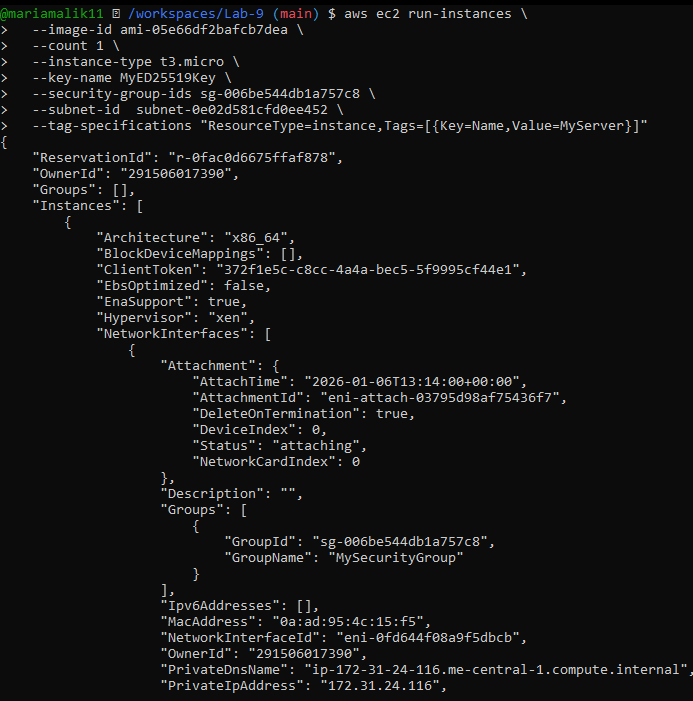 @mariamalik11 /workspaces/Lab-9 (main) $ aws ec2 run-instances \
>   --image-id ami-05e66df2bafcb7dea \
>   --count 1 \
>   --instance-type t3.micro \
>   --key-name MyED25519Key \
>   --security-group-ids sg-006be544db1a757c8 \
>   --subnet-id  subnet-0e02d581cfd0ee452 \
>   --tag-specifications "ResourceType=instance,Tags=[{Key=Name,Value=MyServer}]"
{
    "ReservationId": "r-0fac0d6675ffaf878",
    "OwnerId": "291506017390",
    "Groups": [],
    "Instances": [
        {
            "Architecture": "x86_64",
            "BlockDeviceMappings": [],
            "ClientToken": "372f1e5c-c8cc-4a4a-bec5-5f9995cf44e1",
            "EbsOptimized": false,
            "EnaSupport": true,
            "Hypervisor": "xen",
            "NetworkInterfaces": [
                {
                    "Attachment": {
                        "AttachTime": "2026-01-06T13:14:00+00:00",
                        "AttachmentId": "eni-attach-03795d98af75436f7",
                        "DeleteOnTermination": true,
                        "DeviceIndex": 0,
                        "Status": "attaching",
                        "NetworkCardIndex": 0
                    },
                    "Description": "",
                    "Groups": [
                        {
                            "GroupId": "sg-006be544db1a757c8",
                            "GroupName": "MySecurityGroup"
                        }
                    ],
                    "Ipv6Addresses": [],
                    "MacAddress": "0a:ad:95:4c:15:f5",
                    "NetworkInterfaceId": "eni-0fd644f08a9f5dbcb",
                    "OwnerId": "291506017390",
                    "PrivateDnsName": "ip-172-31-24-116.me-central-1.compute.internal",
                    "PrivateIpAddress": "172.31.24.116",